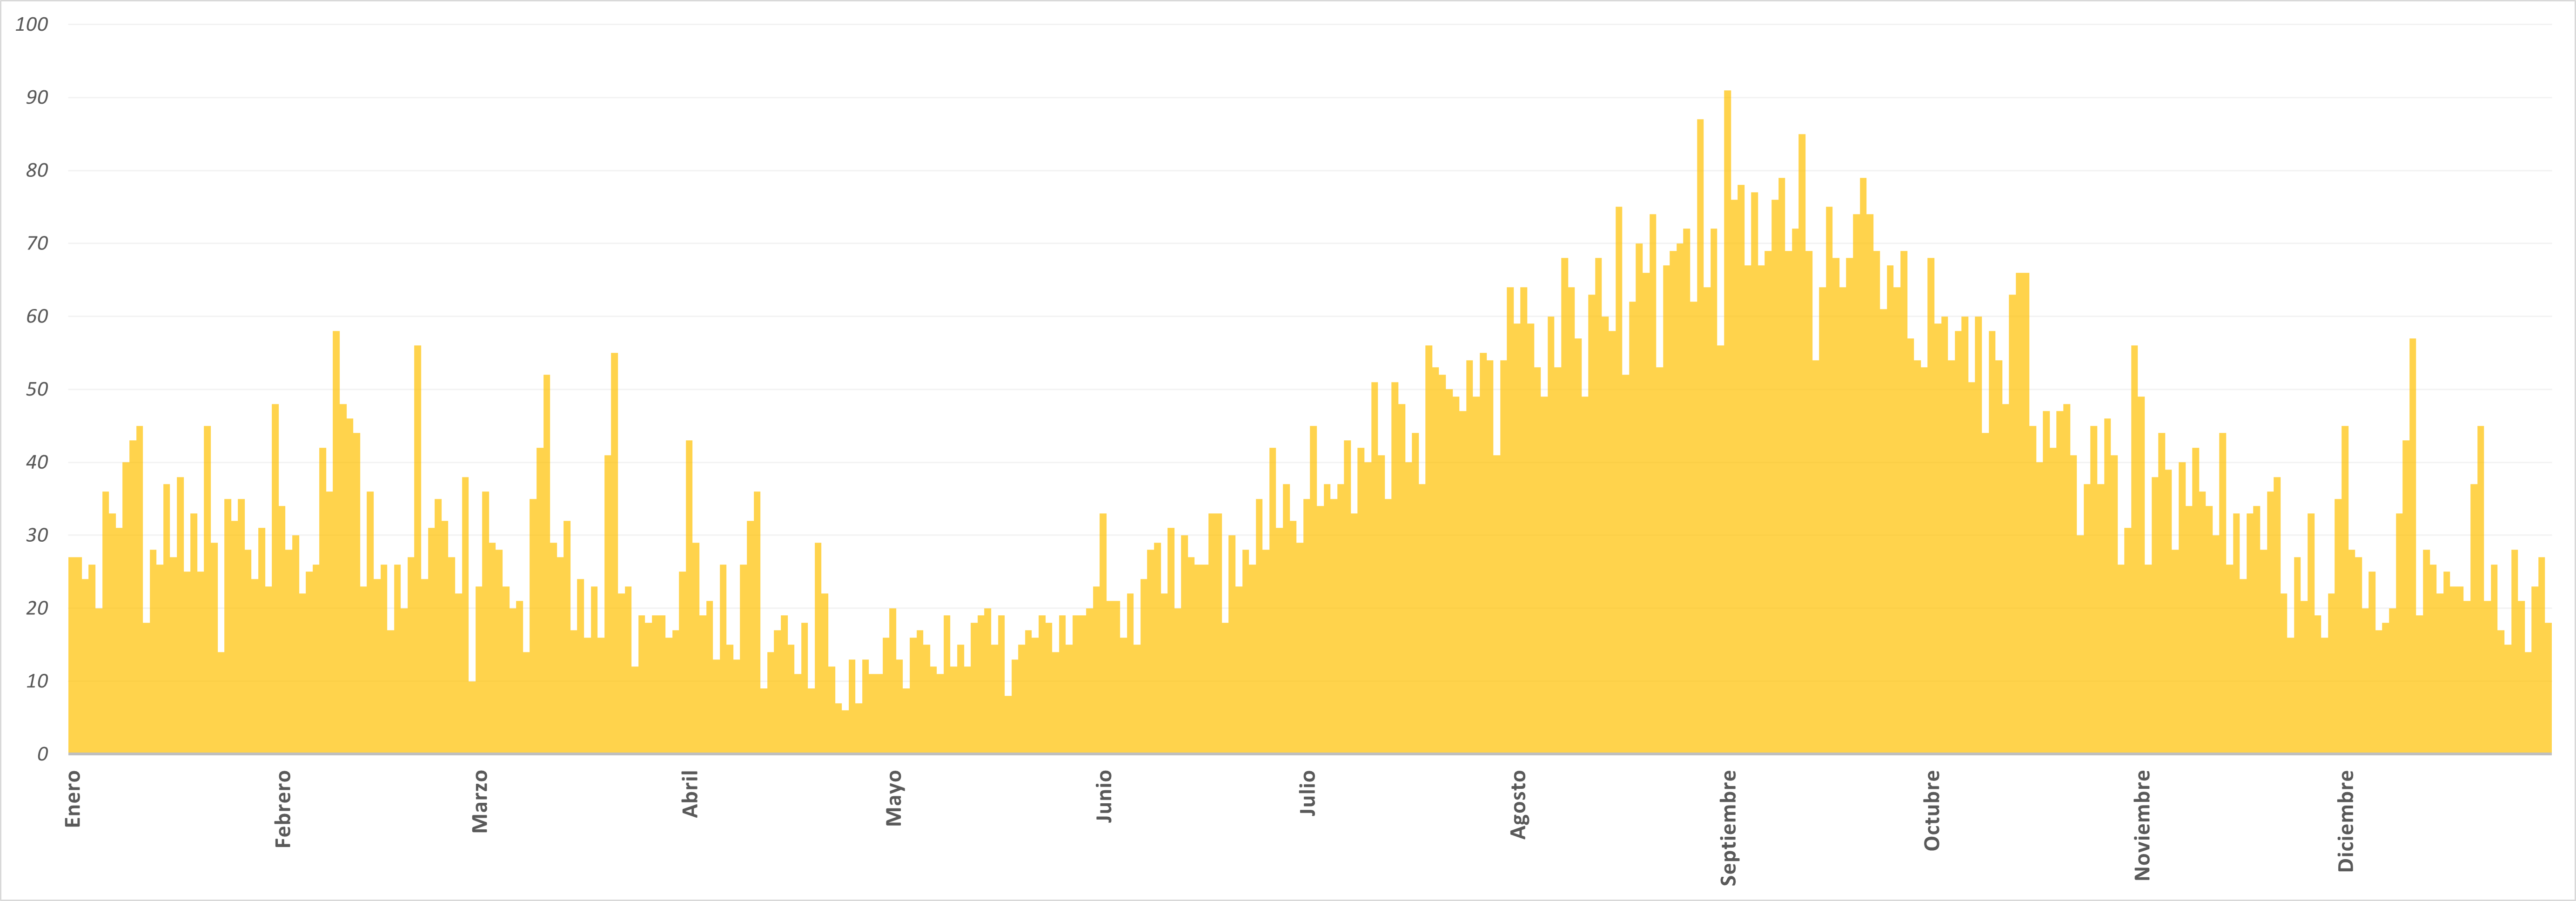 100
90
80
70
60
50
40
30
20
10
0
Enero
Febrero
Marzo
Abril
Mayo
Junio
Julio
Agosto
Septiembre
Octubre
Noviembre
Diciembre